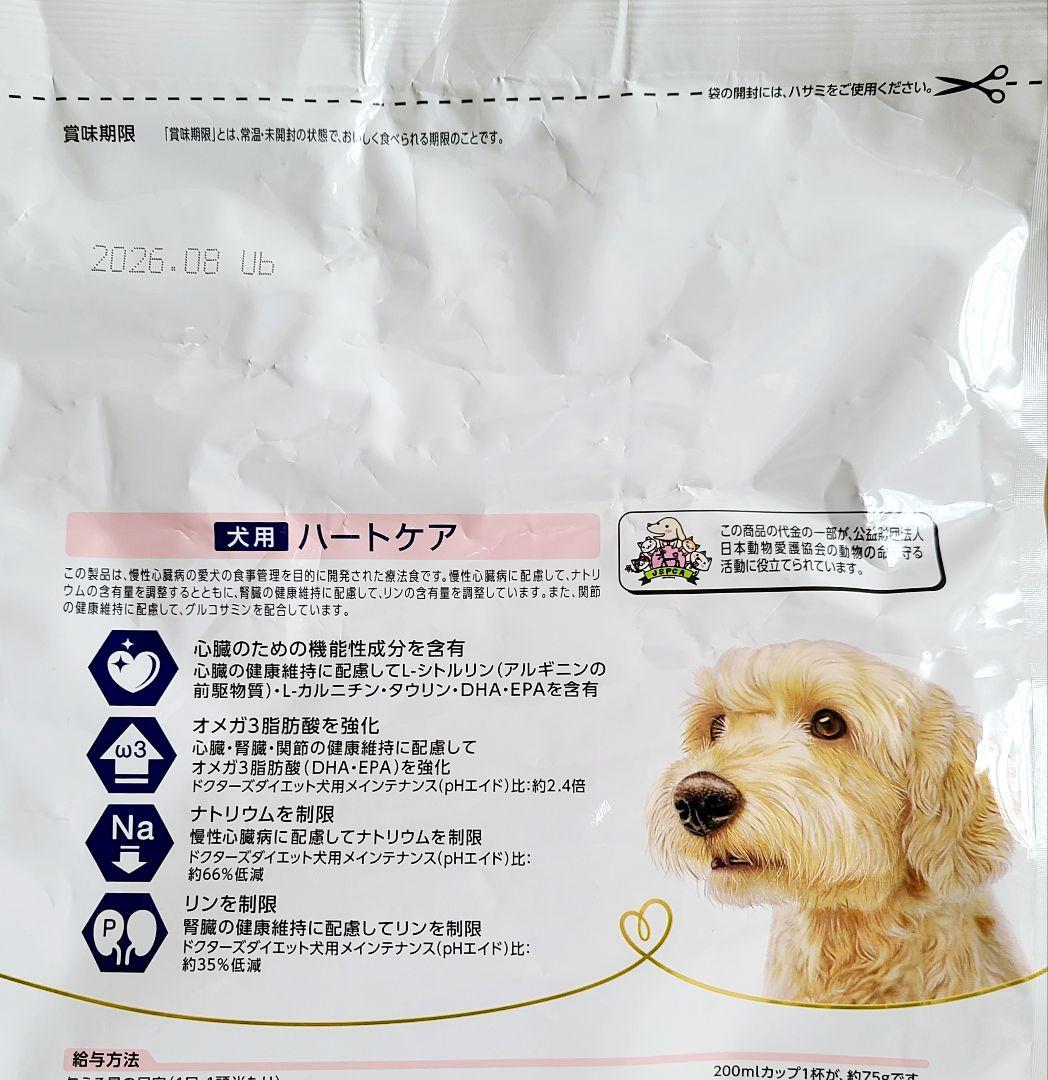 袋の開封には、ハサミをご使用ください。
賞味期限 「賞味期限」とは、常温・未開封の状態で、おいしく食べられる期限のことです。
2026.08 U6
犬用 ハートケア
この製品は、慢性心臓病の愛犬の食事管理を目的に開発された療法食です。慢性心臓病に配慮して、ナトリ
ウムの含有量を調整するとともに、腎臓の健康維持に配慮して、リンの含有量を調整しています。また、関節
の健康維持に配慮して、グルコサミンを配合しています。
JSPCA
この商品の代金の一部が、公益財団法人
日本動物愛護協会の動物の命を守る
活動に役立てられています。
心臓のための機能性成分を含有
心臓の健康維持に配慮してL-シトルリン(アルギニンの
前駆物質)・L-カルニチン・タウリン・DHA・EPAを含有
ω3
オメガ3脂肪酸を強化
心臓・腎臓・関節の健康維持に配慮して
オメガ3脂肪酸(DHA・EPA)を強化
ドクターズダイエット犬用メインテナンス(pHエイド)比:約2.4倍
Na
ナトリウムを制限
慢性心臓病に配慮してナトリウムを制限
ドクターズダイエット犬用メインテナンス(pHエイド)比:
約66%低減
P
リンを制限
腎臓の健康維持に配慮してリンを制限
ドクターズダイエット犬用メインテナンス(pHエイド)比:
約35%低減
給与方法
200mlカップ1杯が、約75gです